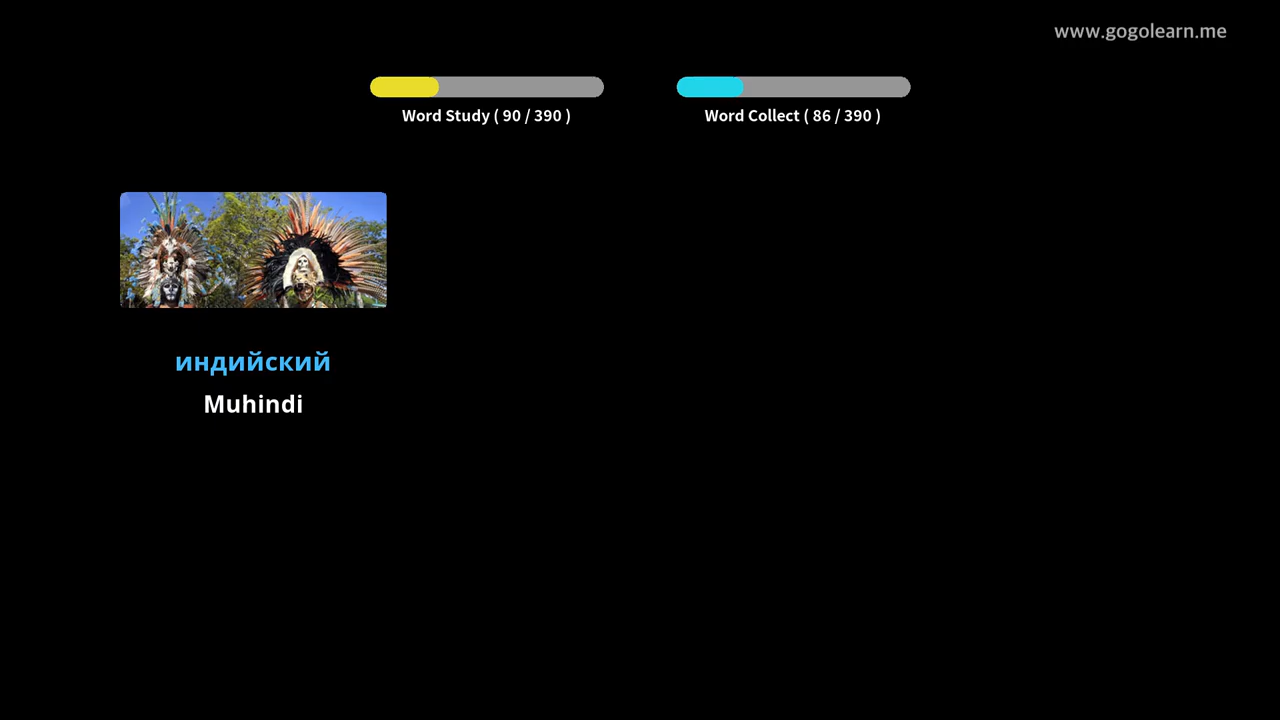 www.gogolearn.me
Word Study ( 90 / 390 )
Word Collect ( 86 / 390 )
индийский
Muhindi